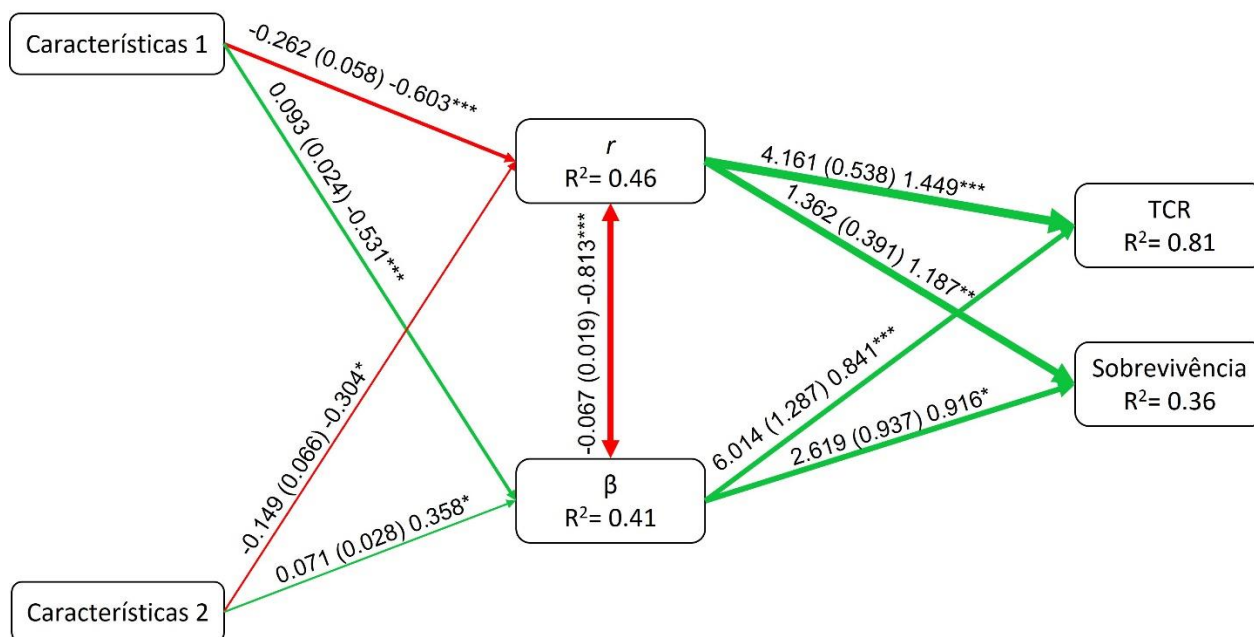 Característísticas 1
-0.262 (0.058) -0.603***
0.093 (0.024) -0.531***
r
R²= 0.46
4.161 (0.538) 1.449***
1.362 (0.391) 1.187**
TCR
R²= 0.81
-0.067 (0.019) -0.813***
Sobrevivência
R²= 0.36
-0.149 (0.066) -0.304*
6.014 (1.287) 0.841***
2.619 (0.937) 0.916*
β
R²= 0.41
0.071 (0.028) 0.358*
Característísticas 2